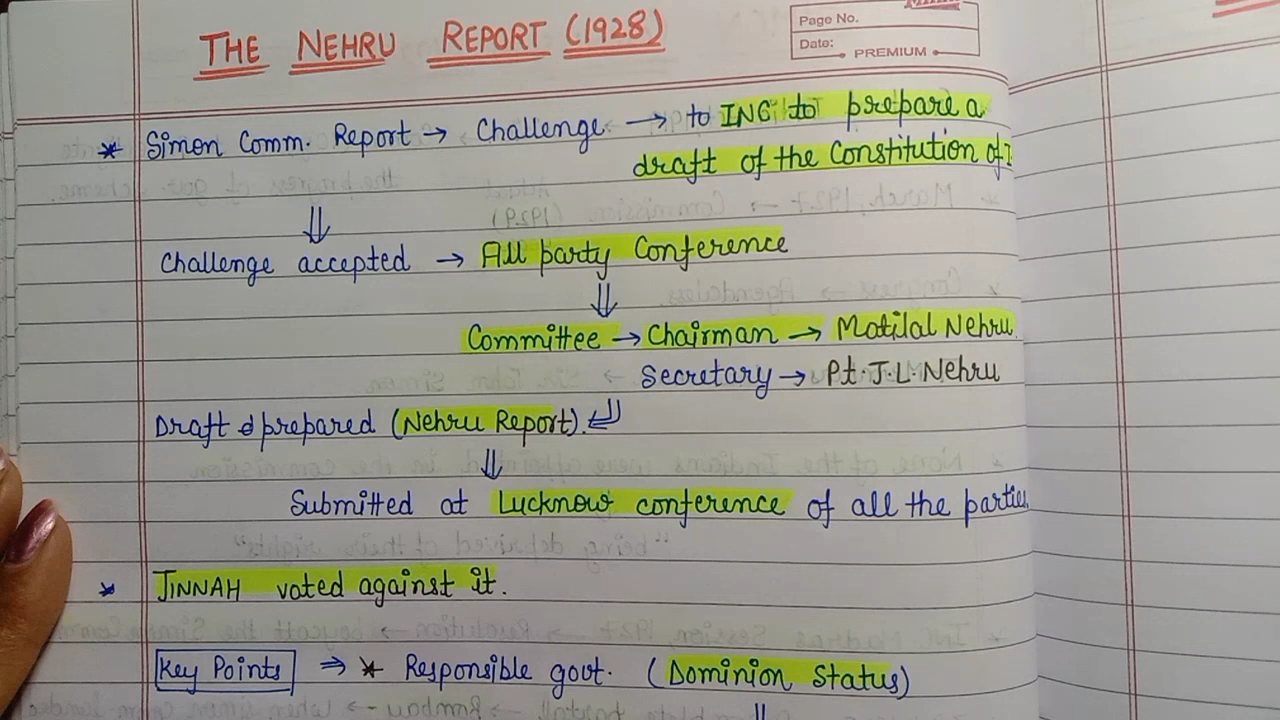 THE NEHRU REPORT (1928)
Page No.
Date: PREMIUM
* Simon Comm. Report → Challenge → to INC to prepare a
draft of the Constitution of
⇓
Challenge accepted → All party Conference
⇓
Committee → Chairman → Motilal Nehru
Secretary → Pt. J. L. Nehru
Draft prepared (Nehru Report).
⇓
Submitted at Lucknow conference of all the parties
* JINNAH voted against it.
Key Points ⇒ * Responsible govt. (Dominion Status)